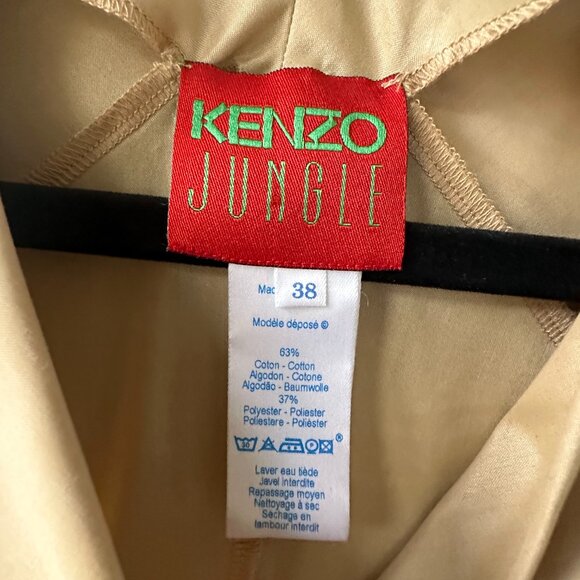 KENZO
JUNGLE
38
Modèle déposé ©
63%
Coton - Cotton
Algodon - Cotone
Algodão - Baumwolle
37%
Polyester - Poliester
Poliestere - Poliéster
30 ®
Laver eau tiède
Javel interdite
Repassage moyen
Nettoyage à sec
Séchage en
tambour interdit